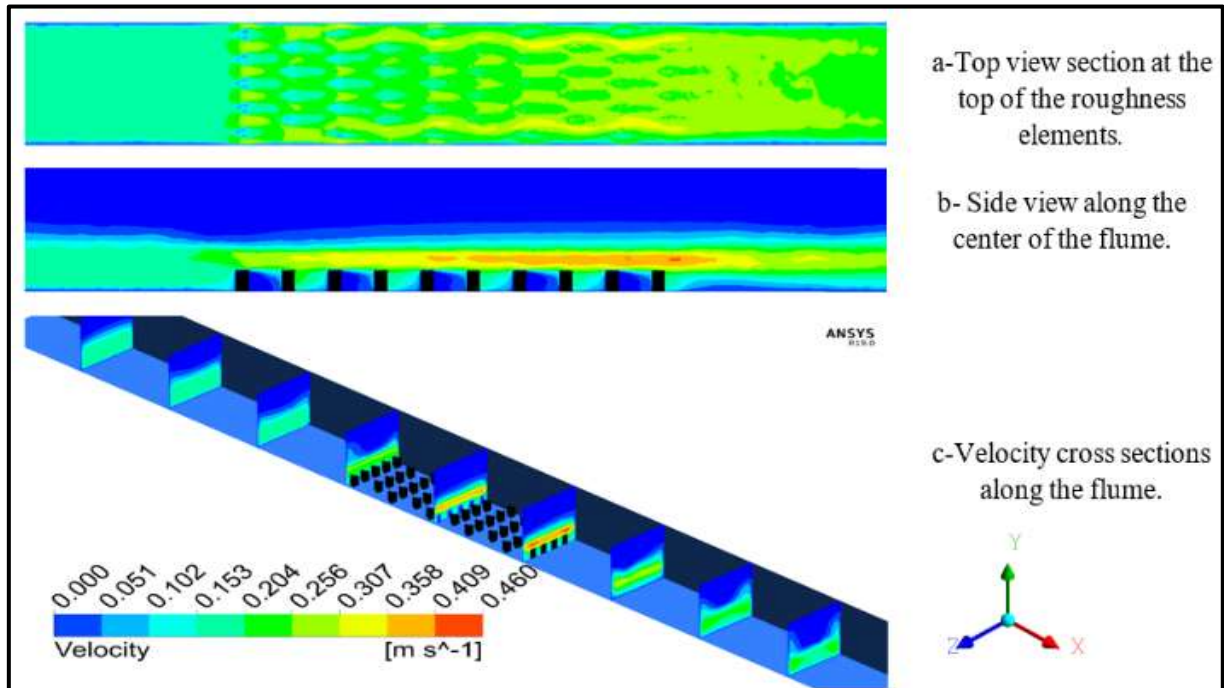 a-Top view section at the
top of the roughness
elements.
b- Side view along the
center of the flume.
ANSYS
R19.0
c-Velocity cross sections
along the flume.
0.000
0.051
0.102
0.153
0.204
0.256
0.307
0.358
0.409
0.460
Velocity [m s^-1]
Y
Z
X